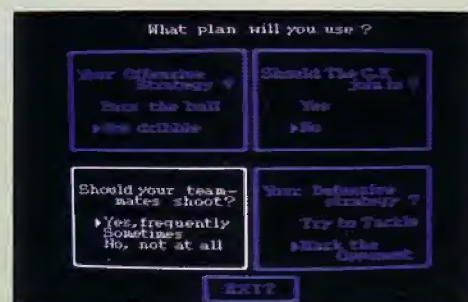 What plan will you use ?
Your Offensive
Strategy ?
Pass the ball
▶Use dribble
Should The G.K
join in ?
Yes
▶No
Should your team-
mates shoot?
▶Yes,frequently
Sometimes
No, not at all
Your Defensive
strategy ?
Try to Tackle
▶Mark the
Opponent
EXIT?